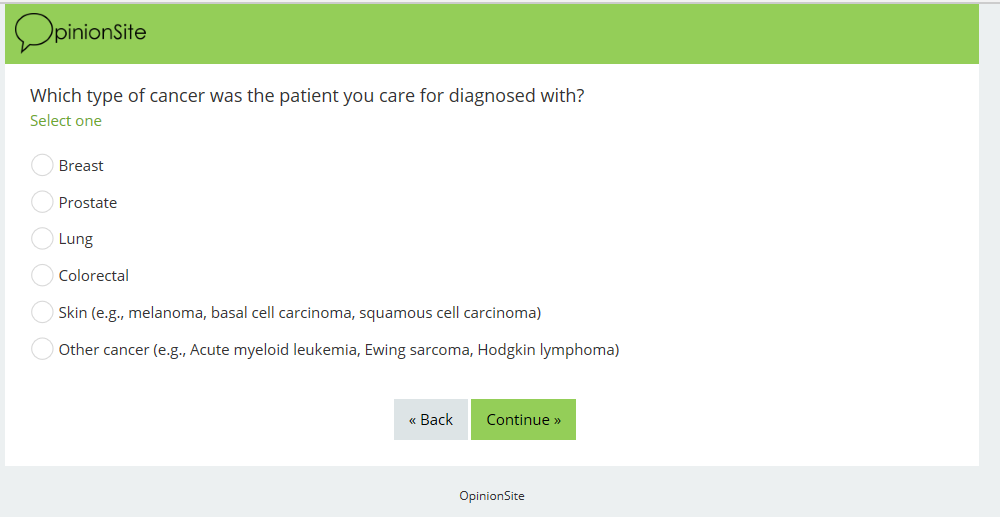 OpinionSite
Which type of cancer was the patient you care for diagnosed with?
Select one
Breast
Prostate
Lung
Colorectal
Skin (e.g., melanoma, basal cell carcinoma, squamous cell carcinoma)
Other cancer (e.g., Acute myeloid leukemia, Ewing sarcoma, Hodgkin lymphoma)
« Back Continue »
OpinionSite